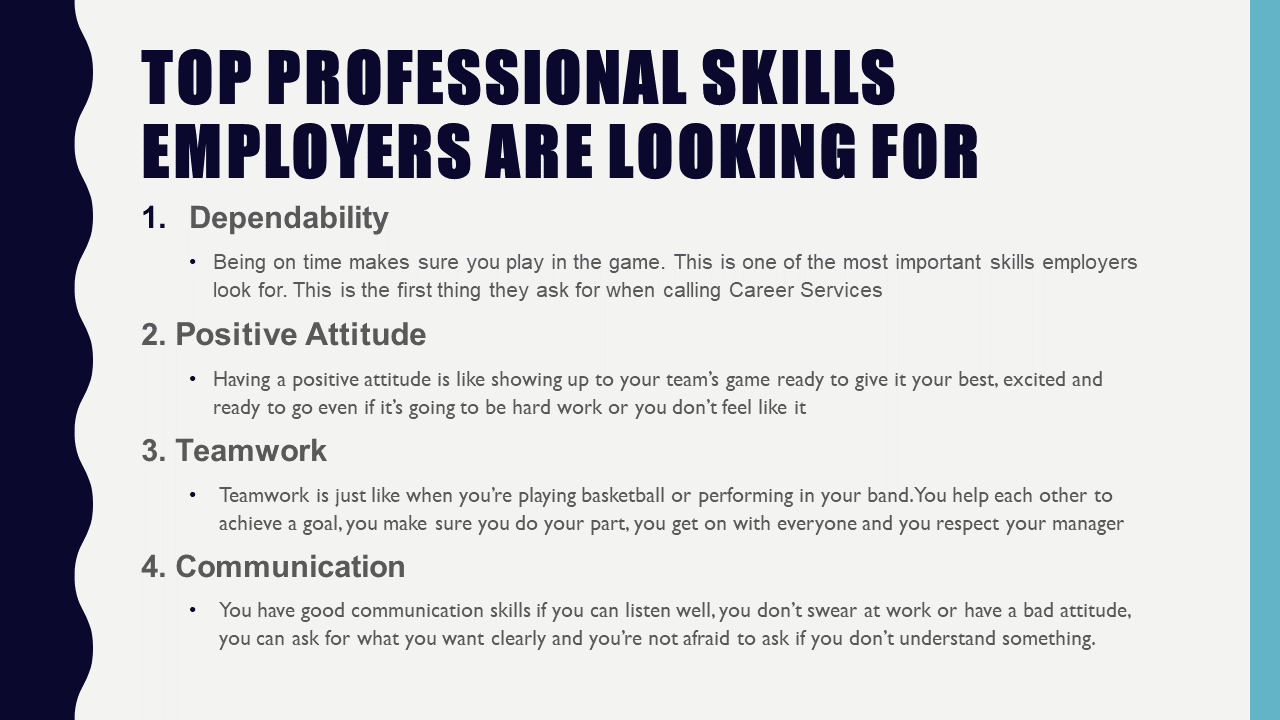 TOP PROFESSIONAL SKILLS
EMPLOYERS ARE LOOKING FOR
1. Dependability
• Being on time makes sure you play in the game. This is one of the most important skills employers
look for. This is the first thing they ask for when calling Career Services
2. Positive Attitude
• Having a positive attitude is like showing up to your team’s game ready to give it your best, excited and
ready to go even if it’s going to be hard work or you don’t feel like it
3. Teamwork
• Teamwork is just like when you’re playing basketball or performing in your band. You help each other to
achieve a goal, you make sure you do your part, you get on with everyone and you respect your manager
4. Communication
• You have good communication skills if you can listen well, you don’t swear at work or have a bad attitude,
you can ask for what you want clearly and you’re not afraid to ask if you don’t understand something.